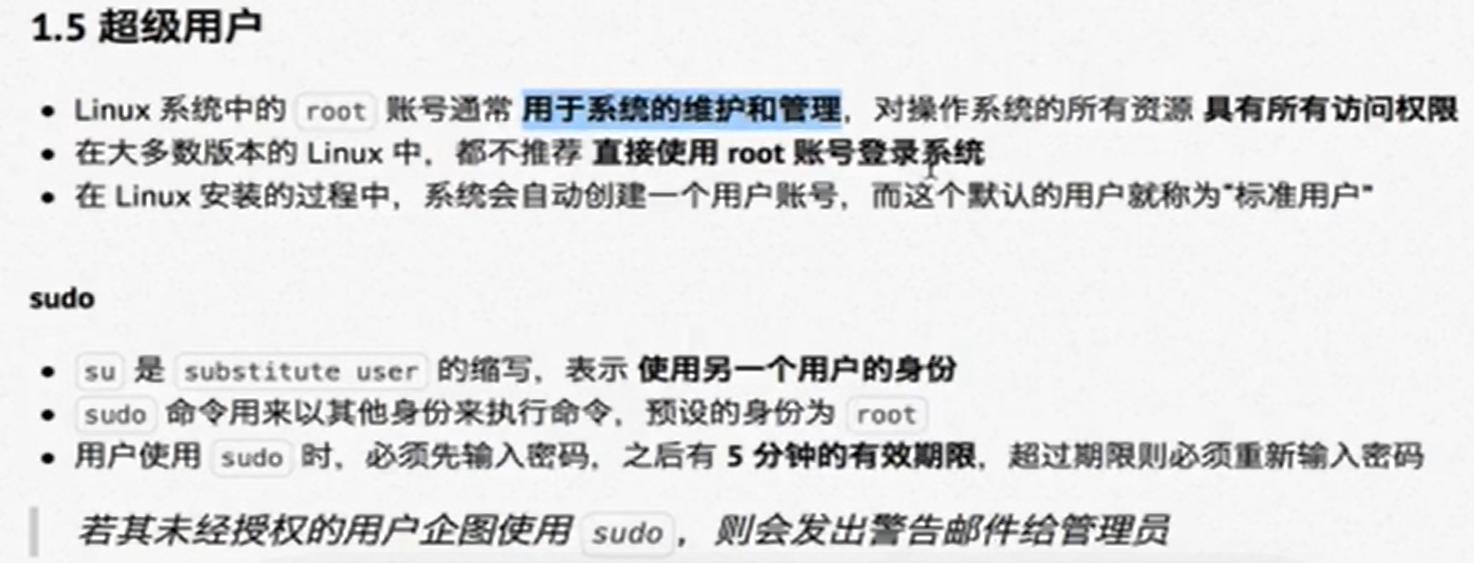 1.5 超级用户
• Linux 系统中的 root 账号通常 用于系统的维护和管理，对操作系统的所有资源 具有所有访问权限
• 在大多数版本的 Linux 中，都不推荐 直接使用 root 账号登录系统
• 在 Linux 安装的过程中，系统会自动创建一个用户账号，而这个默认的用户就称为“标准用户”
sudo
• su 是 substitute user 的缩写，表示 使用另一个用户的身份
• sudo 命令用来以其他身份来执行命令，预设的身份为 root
• 用户使用 sudo 时，必须先输入密码，之后有 5 分钟的有效期限，超过期限则必须重新输入密码
若其未经授权的用户企图使用 sudo，则会发出警告邮件给管理员